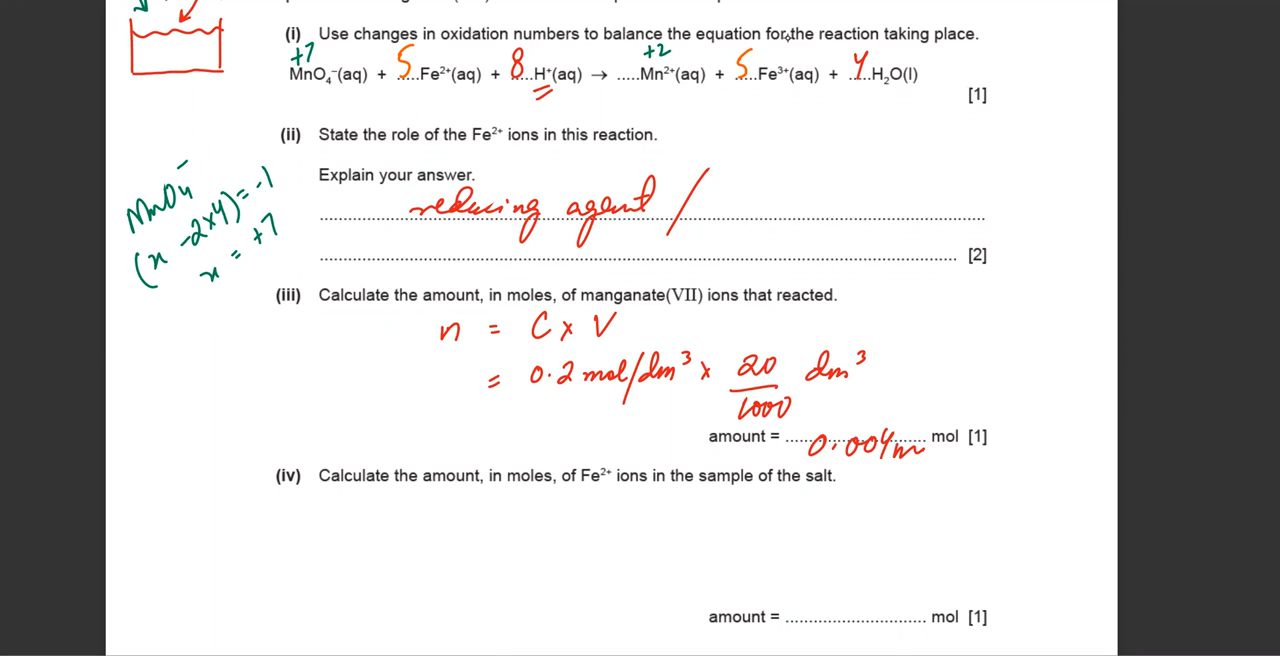 (i) Use changes in oxidation numbers to balance the equation for the reaction taking place.
+7 +2
MnO₄⁻(aq) + 5 Fe²⁺(aq) + 8 H⁺(aq) → .....Mn²⁺(aq) + 5 Fe³⁺(aq) + 4 H₂O(l)
[1]
(ii) State the role of the Fe²⁺ ions in this reaction.
Explain your answer.
reducing agent /
[2]
MnO4⁻
(x -2×4) = -1
x = +7
(iii) Calculate the amount, in moles, of manganate(VII) ions that reacted.
n = C × V
= 0.2 mol/dm³ × 20/1000 dm³
amount = 0.004m mol [1]
(iv) Calculate the amount, in moles, of Fe²⁺ ions in the sample of the salt.
amount = .............................. mol [1]